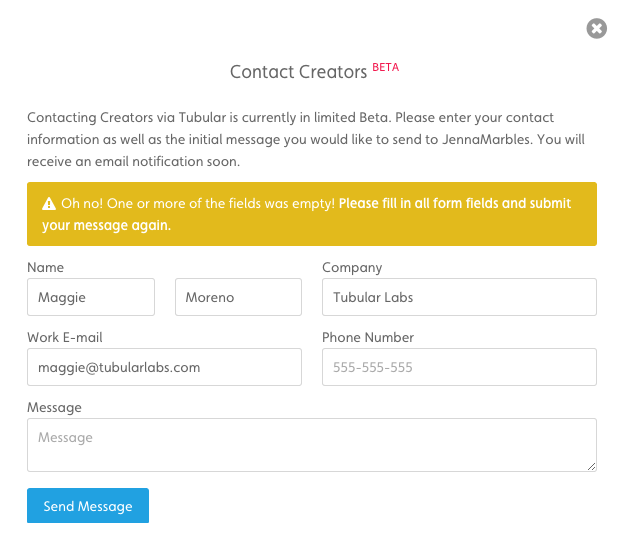 Contact Creators BETA
Contacting Creators via Tubular is currently in limited Beta. Please enter your contact
information as well as the initial message you would like to send to JennaMarbles. You will
receive an email notification soon.
Oh no! One or more of the fields was empty! Please fill in all form fields and submit
your message again.
Name
Company
Maggie
Moreno
Tubular Labs
Work E-mail
Phone Number
maggie@tubularlabs.com
555-555-555
Message
Message
Send Message